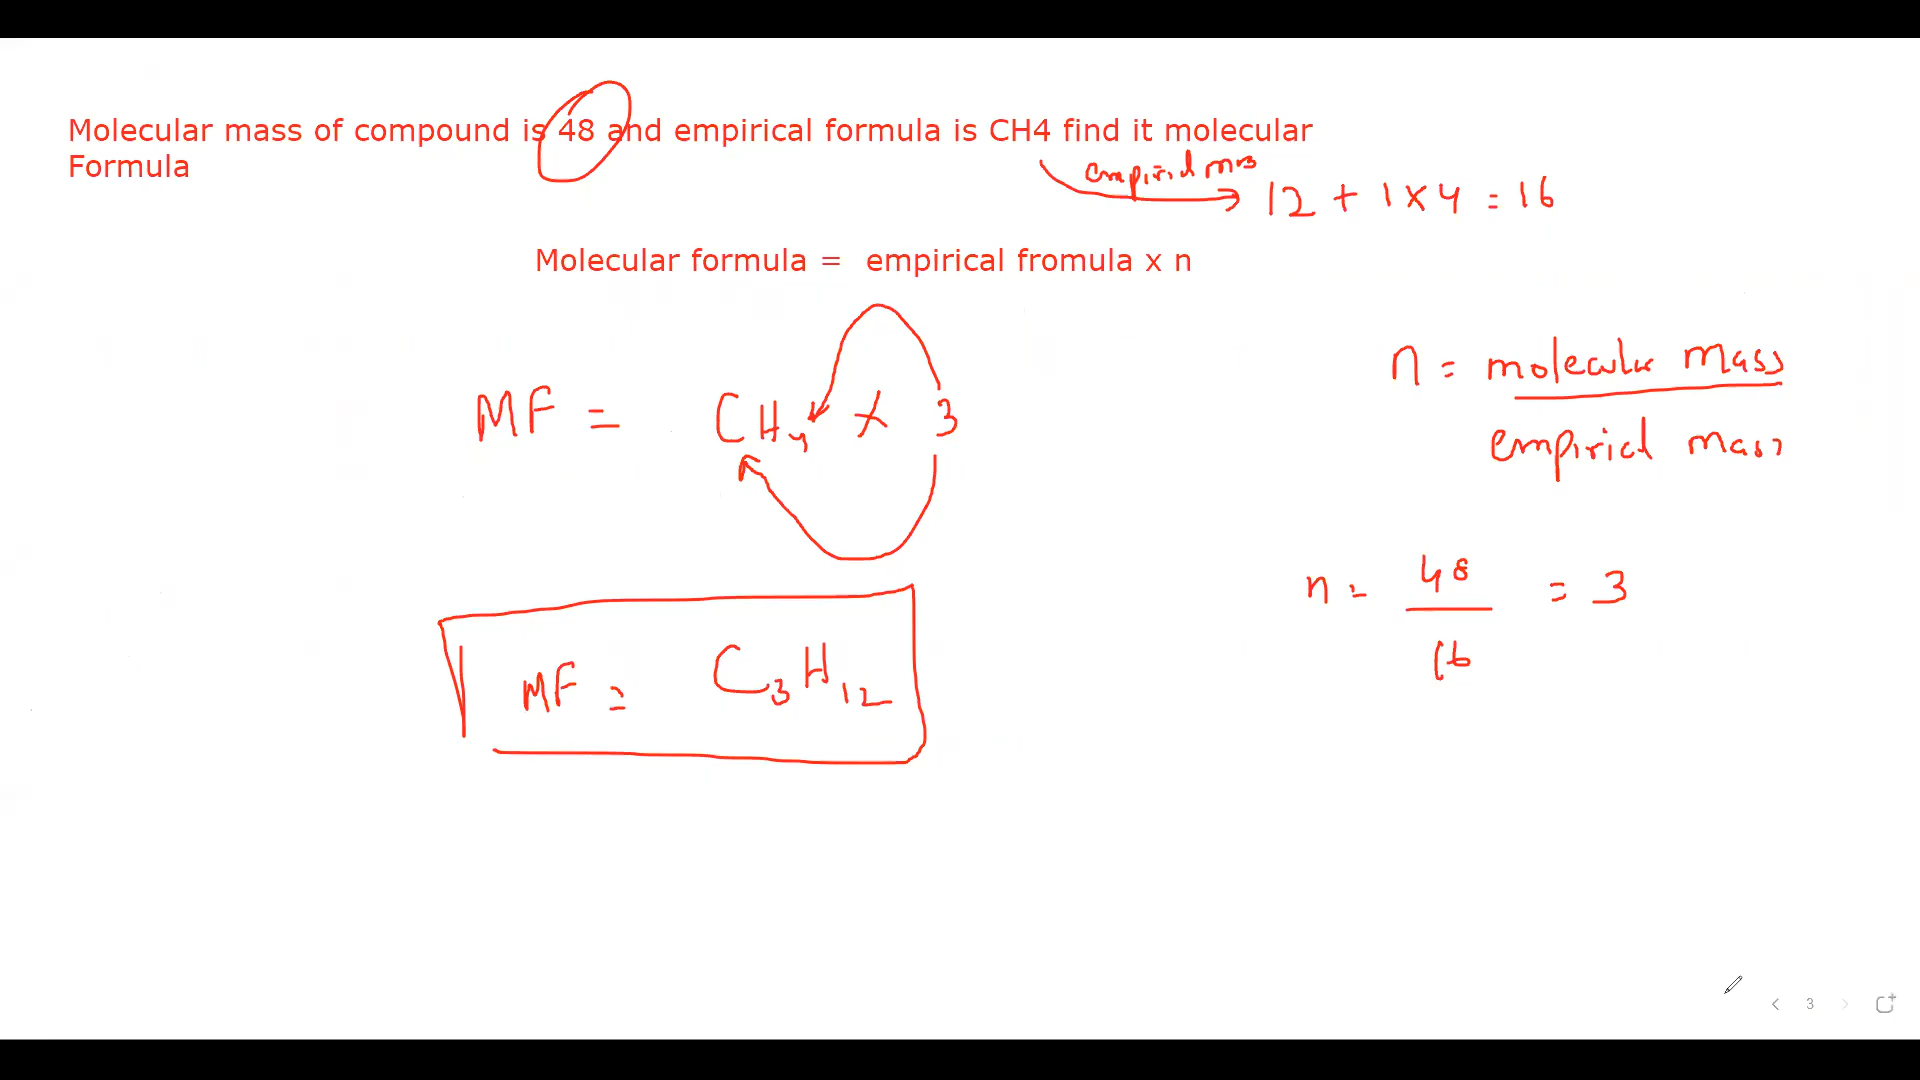 Molecular mass of compound is 48 and empirical formula is CH4 find it molecular
Formula
empirical mass
12 + 1 x 4 = 16
Molecular formula = empirical fromula x n
n = molecular mass
empirical mass
MF = CH4 x 3
n = 48
16
= 3
MF = C3H12
3